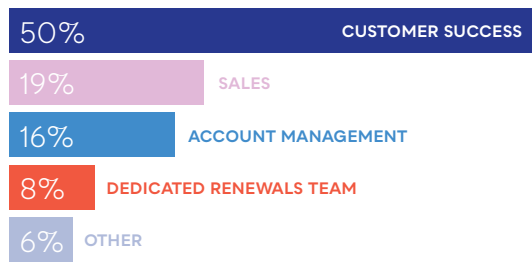 50% CUSTOMER SUCCESS
19% SALES
16% ACCOUNT MANAGEMENT
8% DEDICATED RENEWALS TEAM
6% OTHER